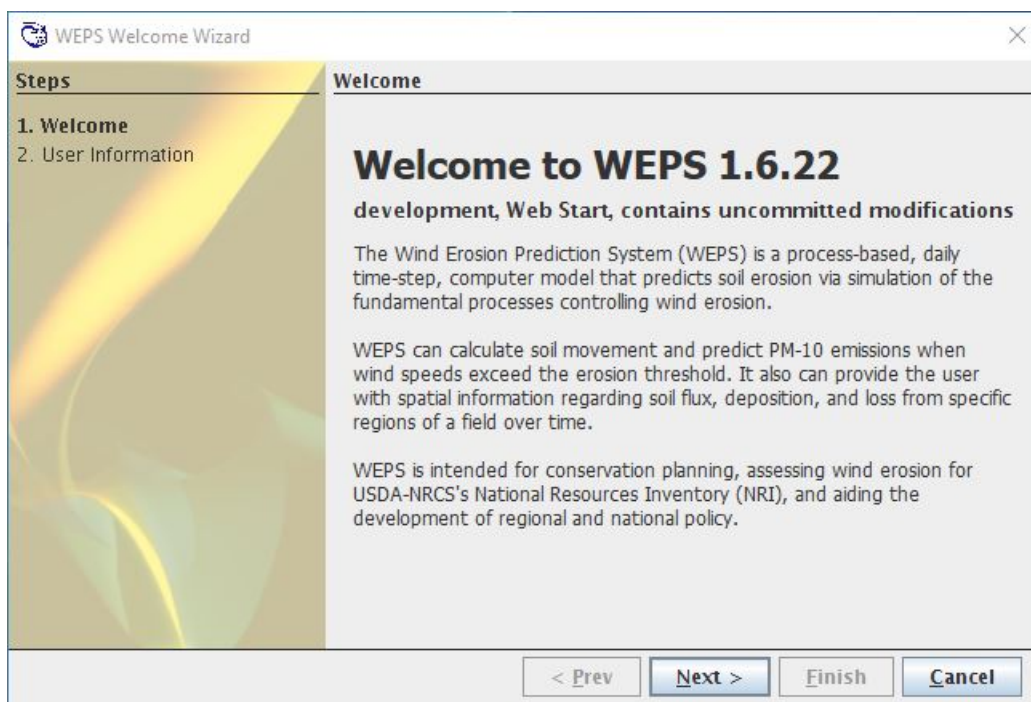 WEPS Welcome Wizard
Steps
1. Welcome
2. User Information
Welcome
Welcome to WEPS 1.6.22
development, Web Start, contains uncommitted modifications
The Wind Erosion Prediction System (WEPS) is a process-based, daily
time-step, computer model that predicts soil erosion via simulation of the
fundamental processes controlling wind erosion.
WEPS can calculate soil movement and predict PM-10 emissions when
wind speeds exceed the erosion threshold. It also can provide the user
with spatial information regarding soil flux, deposition, and loss from specific
regions of a field over time.
WEPS is intended for conservation planning, assessing wind erosion for
USDA-NRCS's National Resources Inventory (NRI), and aiding the
development of regional and national policy.
< Prev Next > Finish Cancel